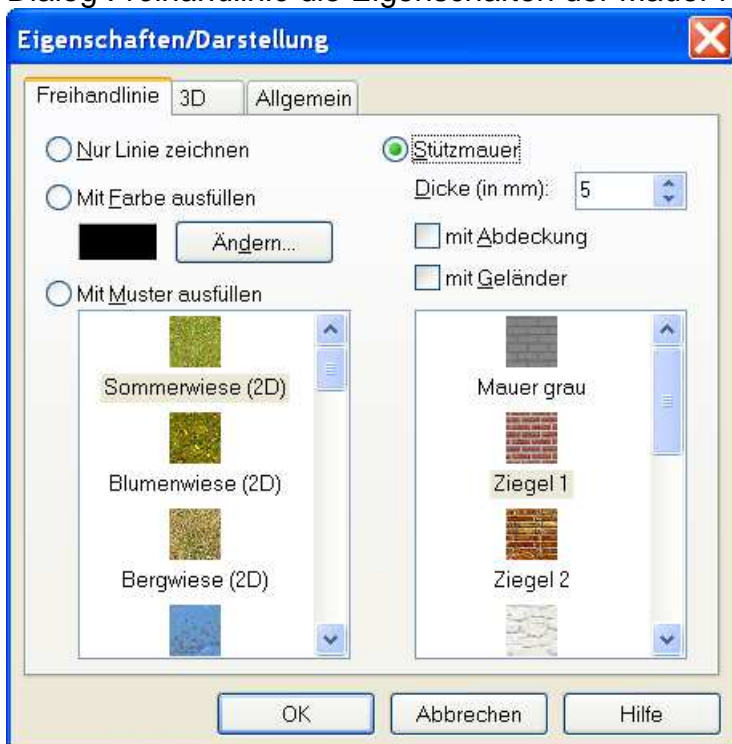 Dialog Freihandlinie die Eigenschaften der Mauer
Eigenschaften/Darstellung
Freihandlinie 3D Allgemein
Nur Linie zeichnen
Mit Farbe ausfüllen
Ändern...
Mit Muster ausfüllen
Sommerwiese (2D)
Blumenwiese (2D)
Bergwiese (2D)
Stützmauer
Dicke (in mm): 5
mit Abdeckung
mit Geländer
Mauer grau
Ziegel 1
Ziegel 2
OK Abbrechen Hilfe